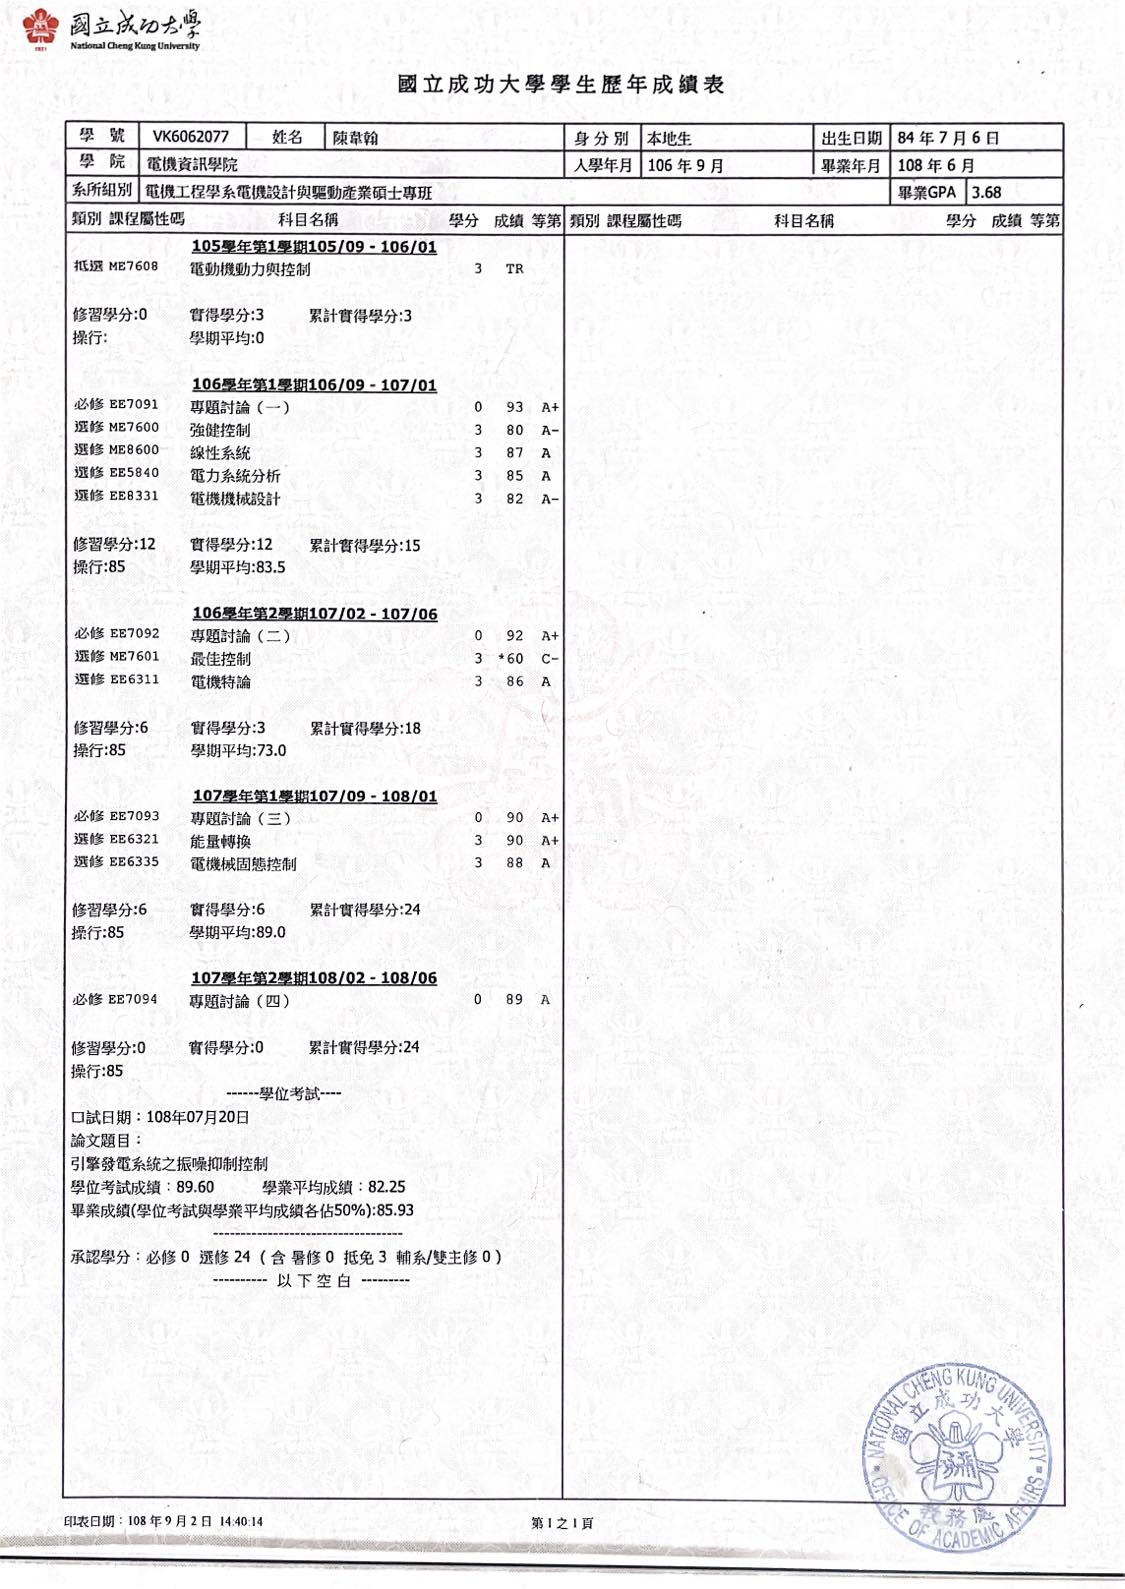 國立成功大學
National Cheng Kung University
1931
國立成功大學學生歷年成績表
學 號 VK6062077 姓名 陳韋翰 身分別 本地生 出生日期 84 年 7 月 6 日
學 院 電機資訊學院 入學年月 106 年 9 月 畢業年月 108 年 6 月
系所組別 電機工程學系電機設計與驅動產業碩士專班 畢業GPA 3.68
類別 課程屬性碼 科目名稱 學分 成績 等第 類別 課程屬性碼 科目名稱 學分 成績 等第
105學年第1學期105/09 - 106/01
抵選 ME7608 電動機動力與控制 3 TR
修習學分:0 實得學分:3 累計實得學分:3
操行: 學期平均:0
106學年第1學期106/09 - 107/01
必修 EE7091 專題討論（一） 0 93 A+
選修 ME7600 強健控制 3 80 A-
選修 ME8600 線性系統 3 87 A
選修 EE5840 電力系統分析 3 85 A
選修 EE8331 電機機械設計 3 82 A-
修習學分:12 實得學分:12 累計實得學分:15
操行:85 學期平均:83.5
106學年第2學期107/02 - 107/06
必修 EE7092 專題討論（二） 0 92 A+
選修 ME7601 最佳控制 3 *60 C-
選修 EE6311 電機特論 3 86 A
修習學分:6 實得學分:3 累計實得學分:18
操行:85 學期平均:73.0
107學年第1學期107/09 - 108/01
必修 EE7093 專題討論（三） 0 90 A+
選修 EE6321 能量轉換 3 90 A+
選修 EE6335 電機械固態控制 3 88 A
修習學分:6 實得學分:6 累計實得學分:24
操行:85 學期平均:89.0
107學年第2學期108/02 - 108/06
必修 EE7094 專題討論（四） 0 89 A
修習學分:0 實得學分:0 累計實得學分:24
操行:85
------學位考試----
口試日期：108年07月20日
論文題目：
引擎發電系統之振噪抑制控制
學位考試成績：89.60 學業平均成績：82.25
畢業成績(學位考試與學業平均成績各佔50%):85.93
-----------------------------------
承認學分：必修 0 選修 24 ( 含 暑修 0 抵免 3 輔系/雙主修 0 )
---------- 以 下 空 白 ---------
NATIONAL CHENG KUNG UNIVERSITY
國立成功大學
教務處
OFFICE OF ACADEMIC AFFAIRS
印表日期：108 年 9 月 2 日 14:40:14 第 1 之 1 頁